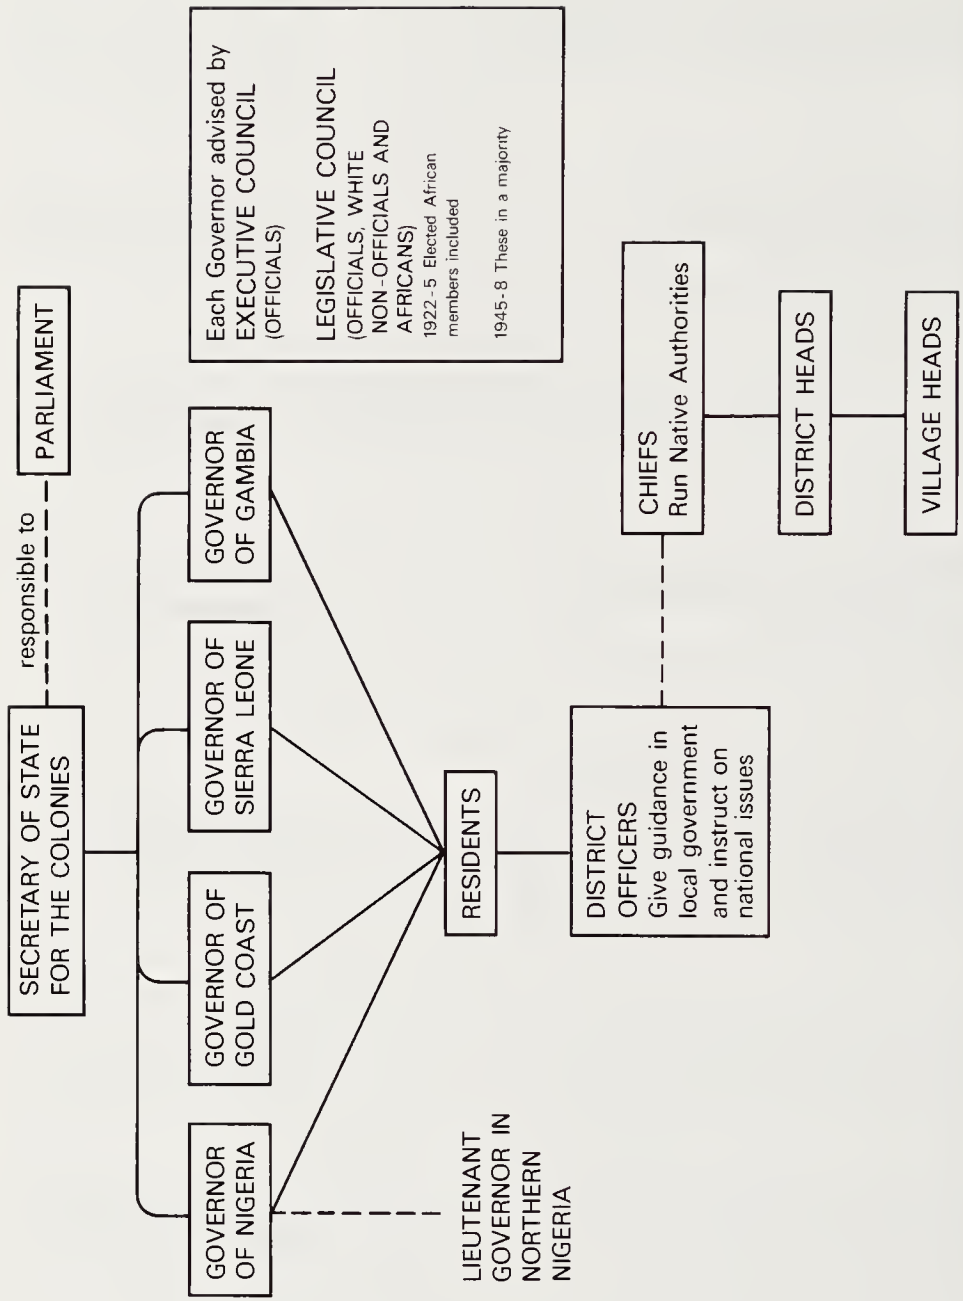 SECRETARY OF STATE
FOR THE COLONIES
responsible to
PARLIAMENT
GOVERNOR
OF NIGERIA
GOVERNOR OF
GOLD COAST
GOVERNOR OF
SIERRA LEONE
GOVERNOR
OF GAMBIA
Each Governor advised by
EXECUTIVE COUNCIL
(OFFICIALS)
LEGISLATIVE COUNCIL
(OFFICIALS, WHITE
NON-OFFICIALS AND
AFRICANS)
1922-5 Elected African
members included
1945-8 These in a majority
LIEUTENANT
GOVERNOR IN
NORTHERN
NIGERIA
RESIDENTS
DISTRICT
OFFICERS
Give guidance in
local government
and instruct on
national issues
CHIEFS
Run Native Authorities
DISTRICT HEADS
VILLAGE HEADS